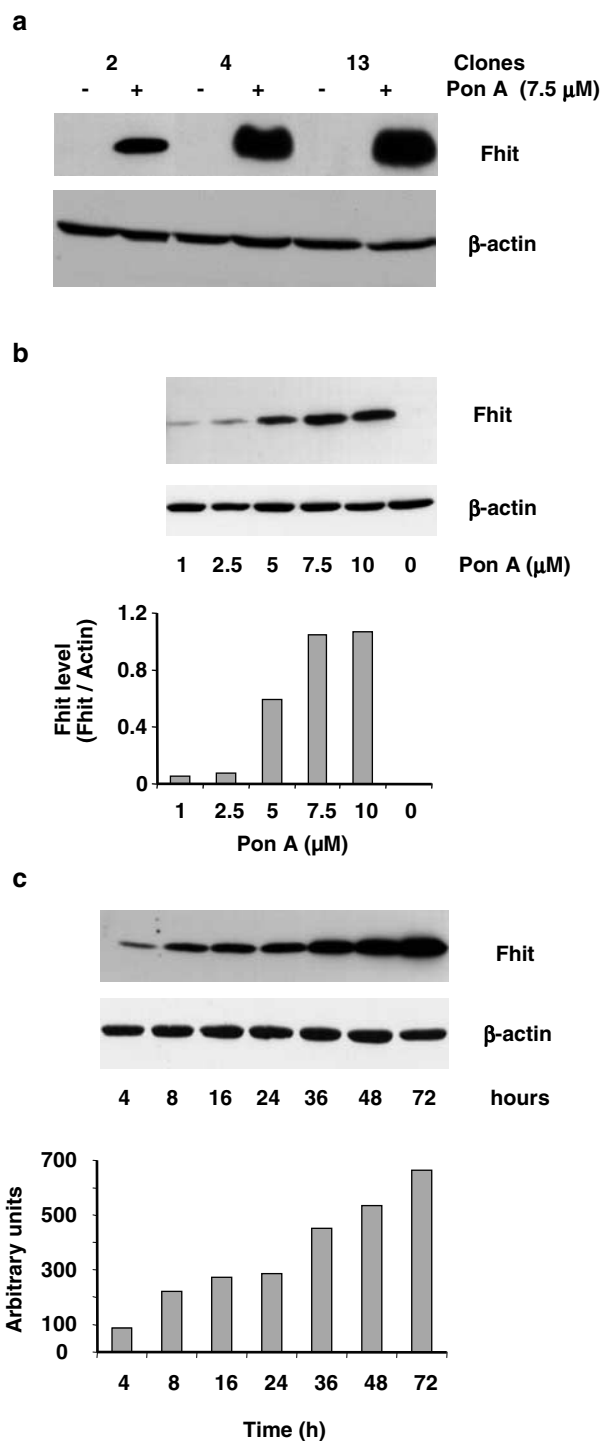 a
2 4 13 Clones
- + - + - + Pon A (7.5 µM)
Fhit
β-actin
b
Fhit
β-actin
1 2.5 5 7.5 10 0 Pon A (µM)
1.2
0.8
0.4
0
Fhit level
(Fhit / Actin)
1 2.5 5 7.5 10 0
Pon A (µM)
c
Fhit
β-actin
4 8 16 24 36 48 72 hours
700
500
300
100
0
Arbitrary units
4 8 16 24 36 48 72
Time (h)